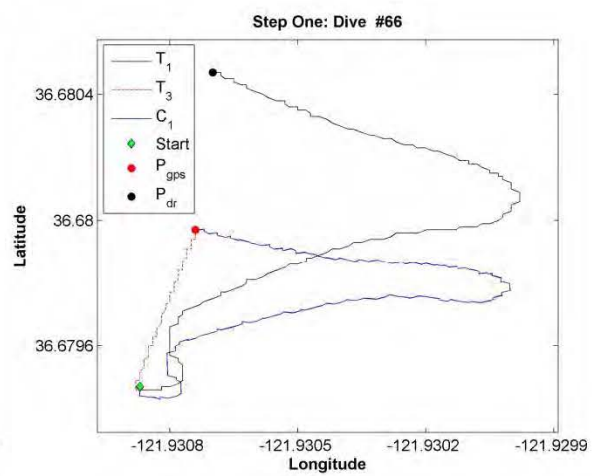 Step One: Dive #66
T1
T3
C1
Start
Pgps
Pdr
36.6804
36.68
36.6796
Latitude
-121.9308
-121.9305
-121.9302
-121.9299
Longitude